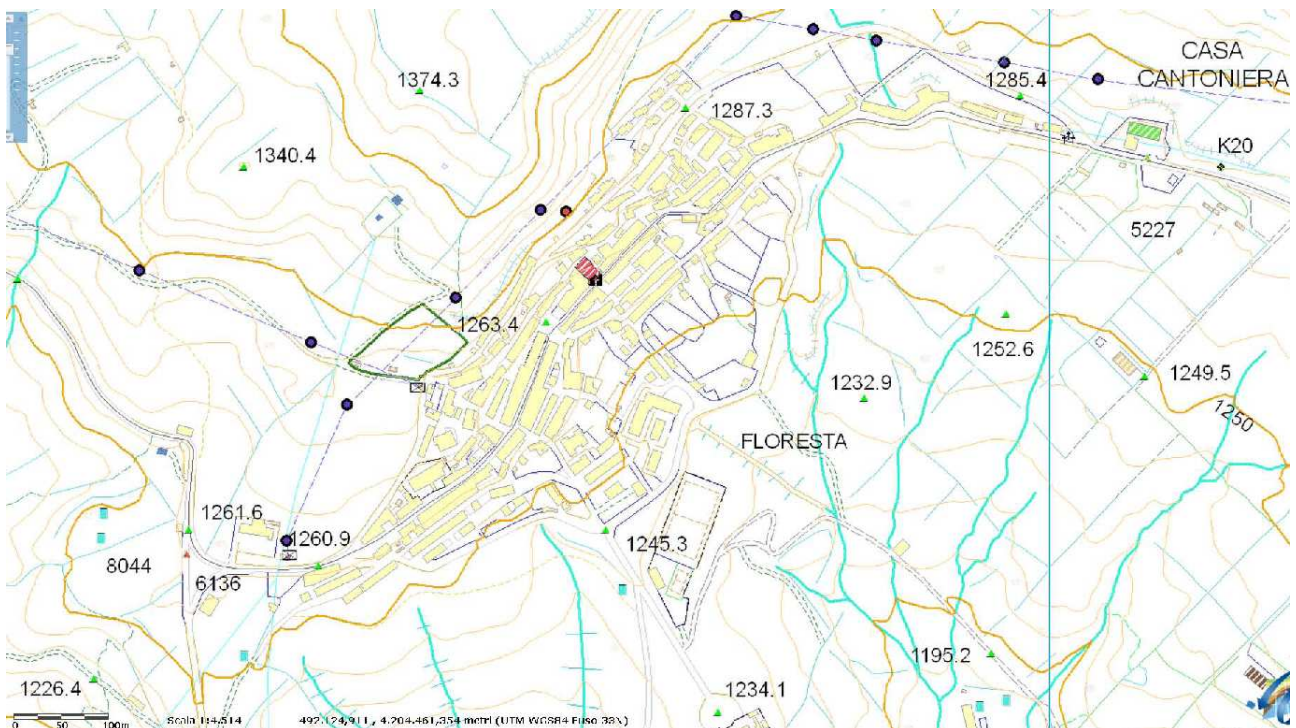 CASA
CANTONIERA
1374.3
1285.4
1287.3
K20
1340.4
5227
1263.4
1252.6
1249.5
1232.9
1250
FLORESTA
1261.6
1260.9
1245.3
8044
6136
1195.2
1226.4
1234.1
0 50 100m
Scala 1:4,514
492.124,911 , 4.204.461,354 metri (UTM WGS84 Fuso 33N)